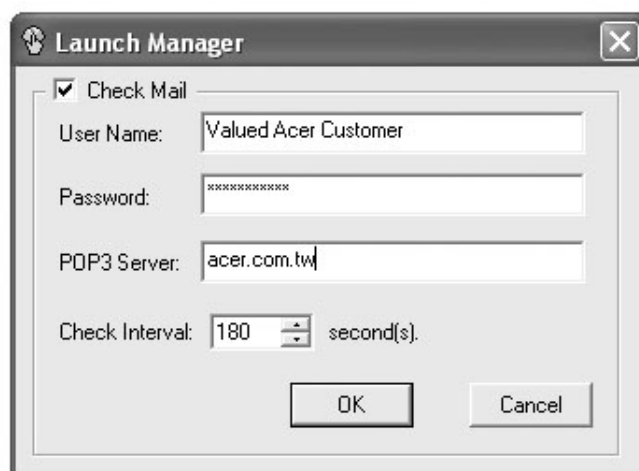 Launch Manager
Check Mail
User Name: Valued Acer Customer
Password: ***********
POP3 Server: acer.com.tw
Check Interval: 180 second(s).
OK Cancel